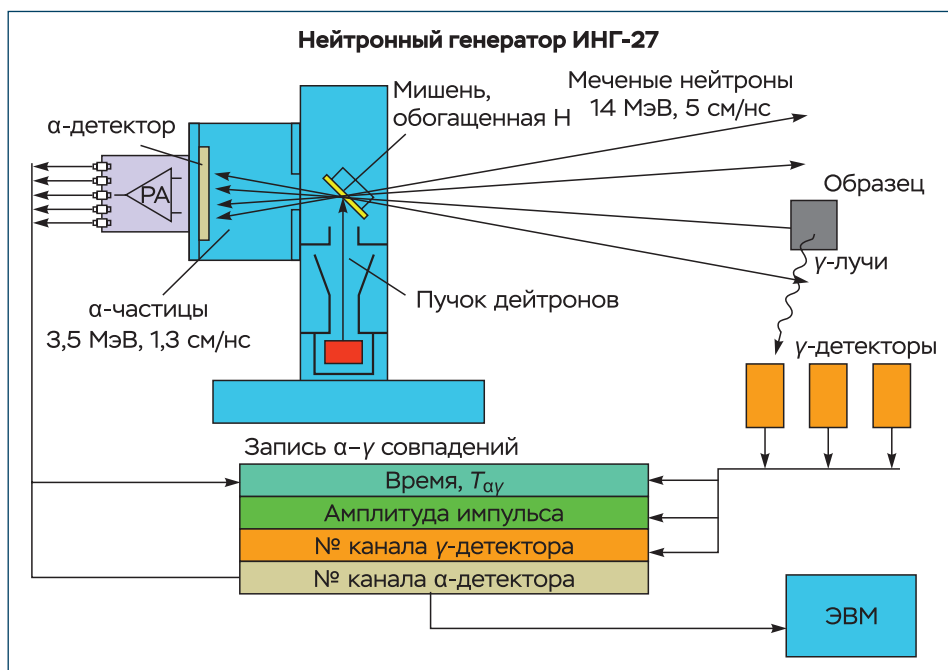 Нейтронный генератор ИНГ-27
Меченые нейтроны
14 МэВ, 5 см/нс
Мишень,
обогащенная Н
α-детектор
РА
Образец
γ-лучи
Пучок дейтронов
α-частицы
3,5 МэВ, 1,3 см/нс
γ-детекторы
Запись α–γ совпадений
Время, Tαγ
Амплитуда импульса
№ канала γ-детектора
№ канала α-детектора
ЭВМ